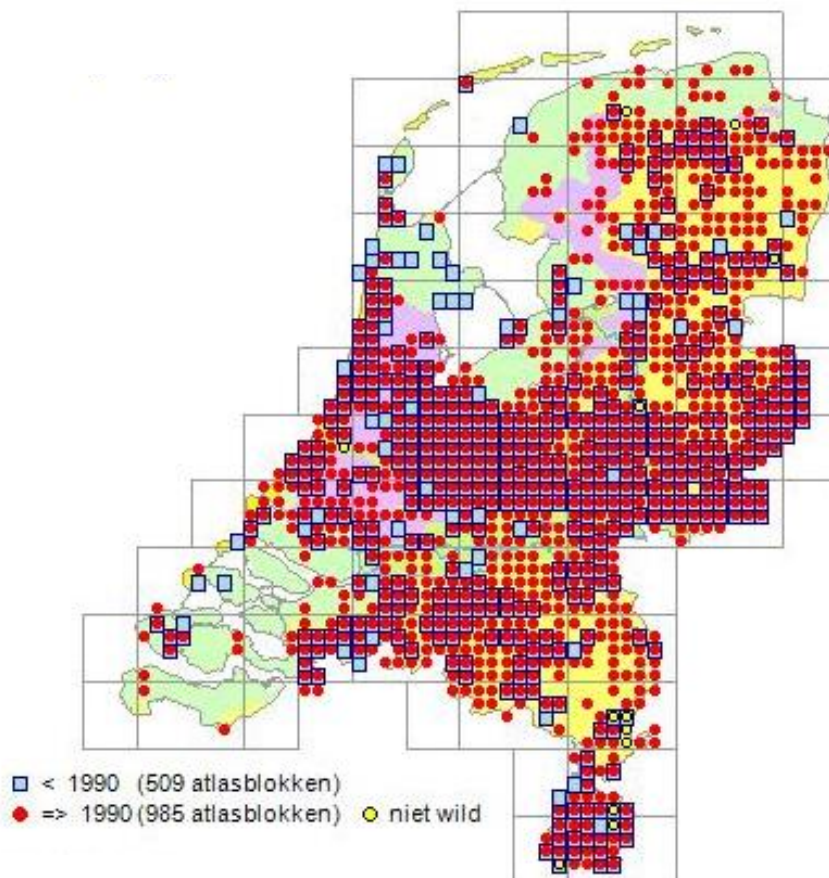 < 1990 (509 atlasblokken)
=> 1990 (985 atlasblokken) niet wild